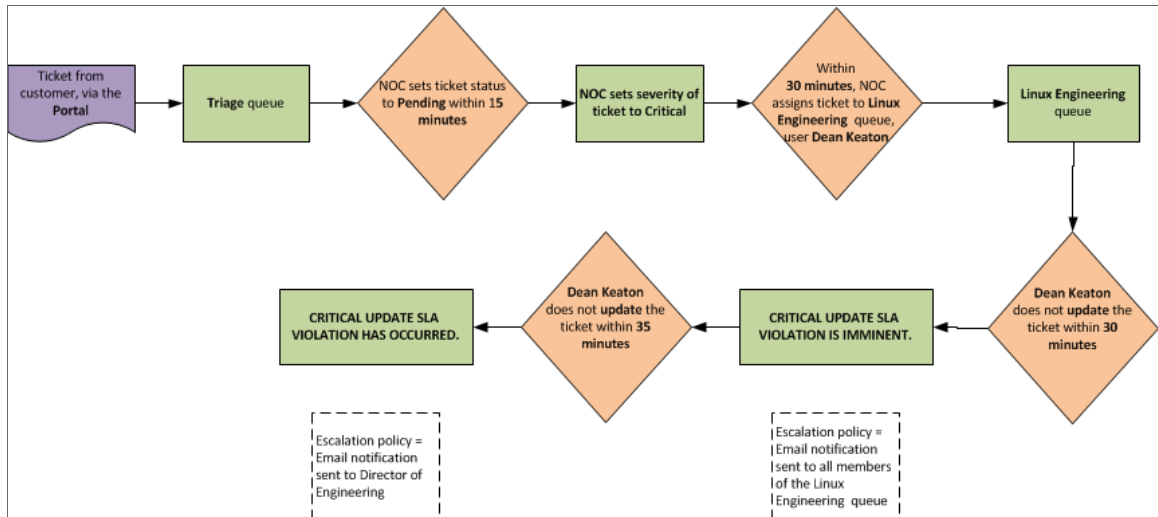 Ticket from
customer, via the
Portal
Triage queue
NOC sets ticket status
to Pending within 15
minutes
NOC sets severity of
ticket to Critical
Within
30 minutes, NOC
assigns ticket to Linux
Engineering queue,
user Dean Keaton
Linux Engineering
queue
Dean Keaton
does not update the
ticket within 30
minutes
CRITICAL UPDATE SLA
VIOLATION IS IMMINENT.
Dean Keaton
does not update the
ticket within 35
minutes
CRITICAL UPDATE SLA
VIOLATION HAS OCCURRED.
Escalation policy =
Email notification
sent to Director of
Engineering
Escalation policy =
Email notification
sent to all members
of the Linux
Engineering queue